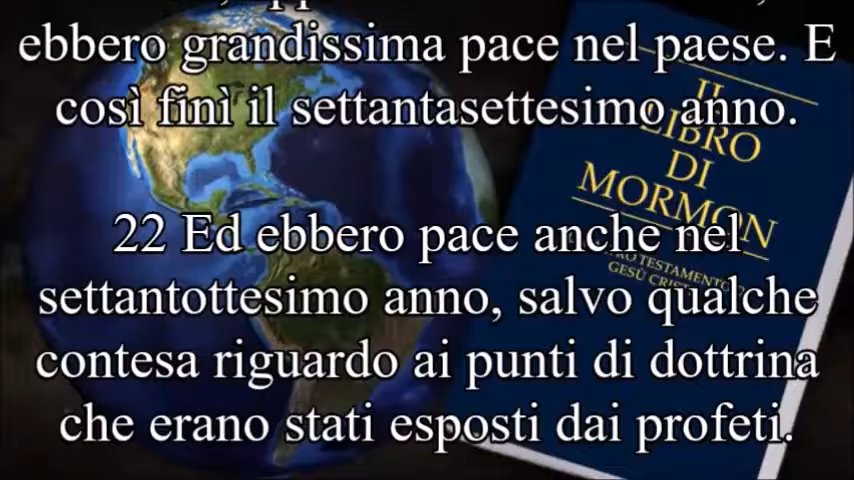 ebbero grandissima pace nel paese. E
così finì il settantasettesimo anno.
22 Ed ebbero pace anche nel
settantottesimo anno, salvo qualche
contesa riguardo ai punti di dottrina
che erano stati esposti dai profeti.
IL
LIBRO
DI
MORMON
TESTAMENTO
GESÙ